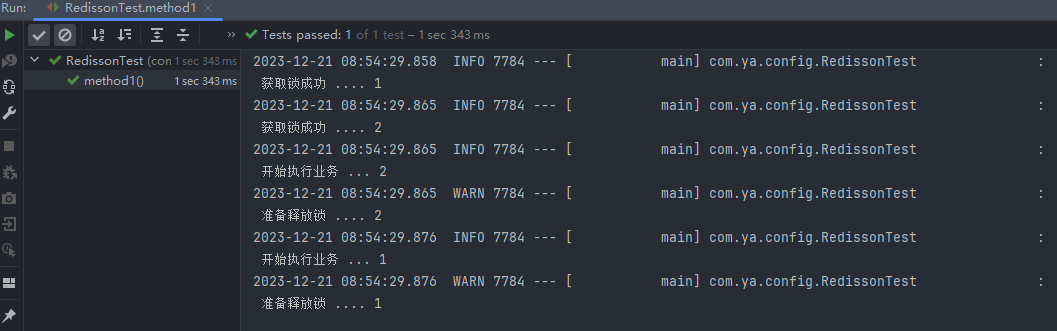 Run: RedissonTest.method1
Tests passed: 1 of 1 test – 1 sec 343 ms
RedissonTest (con 1 sec 343 ms
method1() 1 sec 343 ms
2023-12-21 08:54:29.858  INFO 7784 --- [           main] com.ya.config.RedissonTest               :
获取锁成功 .... 1
2023-12-21 08:54:29.865  INFO 7784 --- [           main] com.ya.config.RedissonTest               :
获取锁成功 .... 2
2023-12-21 08:54:29.865  INFO 7784 --- [           main] com.ya.config.RedissonTest               :
开始执行业务 ... 2
2023-12-21 08:54:29.865  WARN 7784 --- [           main] com.ya.config.RedissonTest               :
准备释放锁 .... 2
2023-12-21 08:54:29.876  INFO 7784 --- [           main] com.ya.config.RedissonTest               :
开始执行业务 ... 1
2023-12-21 08:54:29.876  WARN 7784 --- [           main] com.ya.config.RedissonTest               :
准备释放锁 .... 1